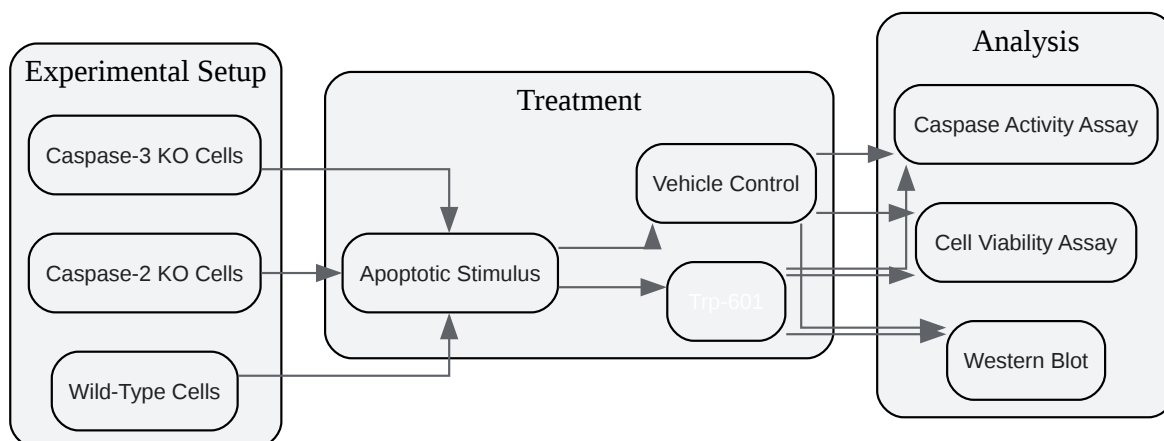 Experimental Setup
Caspase-3 KO Cells
Caspase-2 KO Cells
Wild-Type Cells
Treatment
Apoptotic Stimulus
Vehicle Control
Trp-601
Analysis
Caspase Activity Assay
Cell Viability Assay
Western Blot